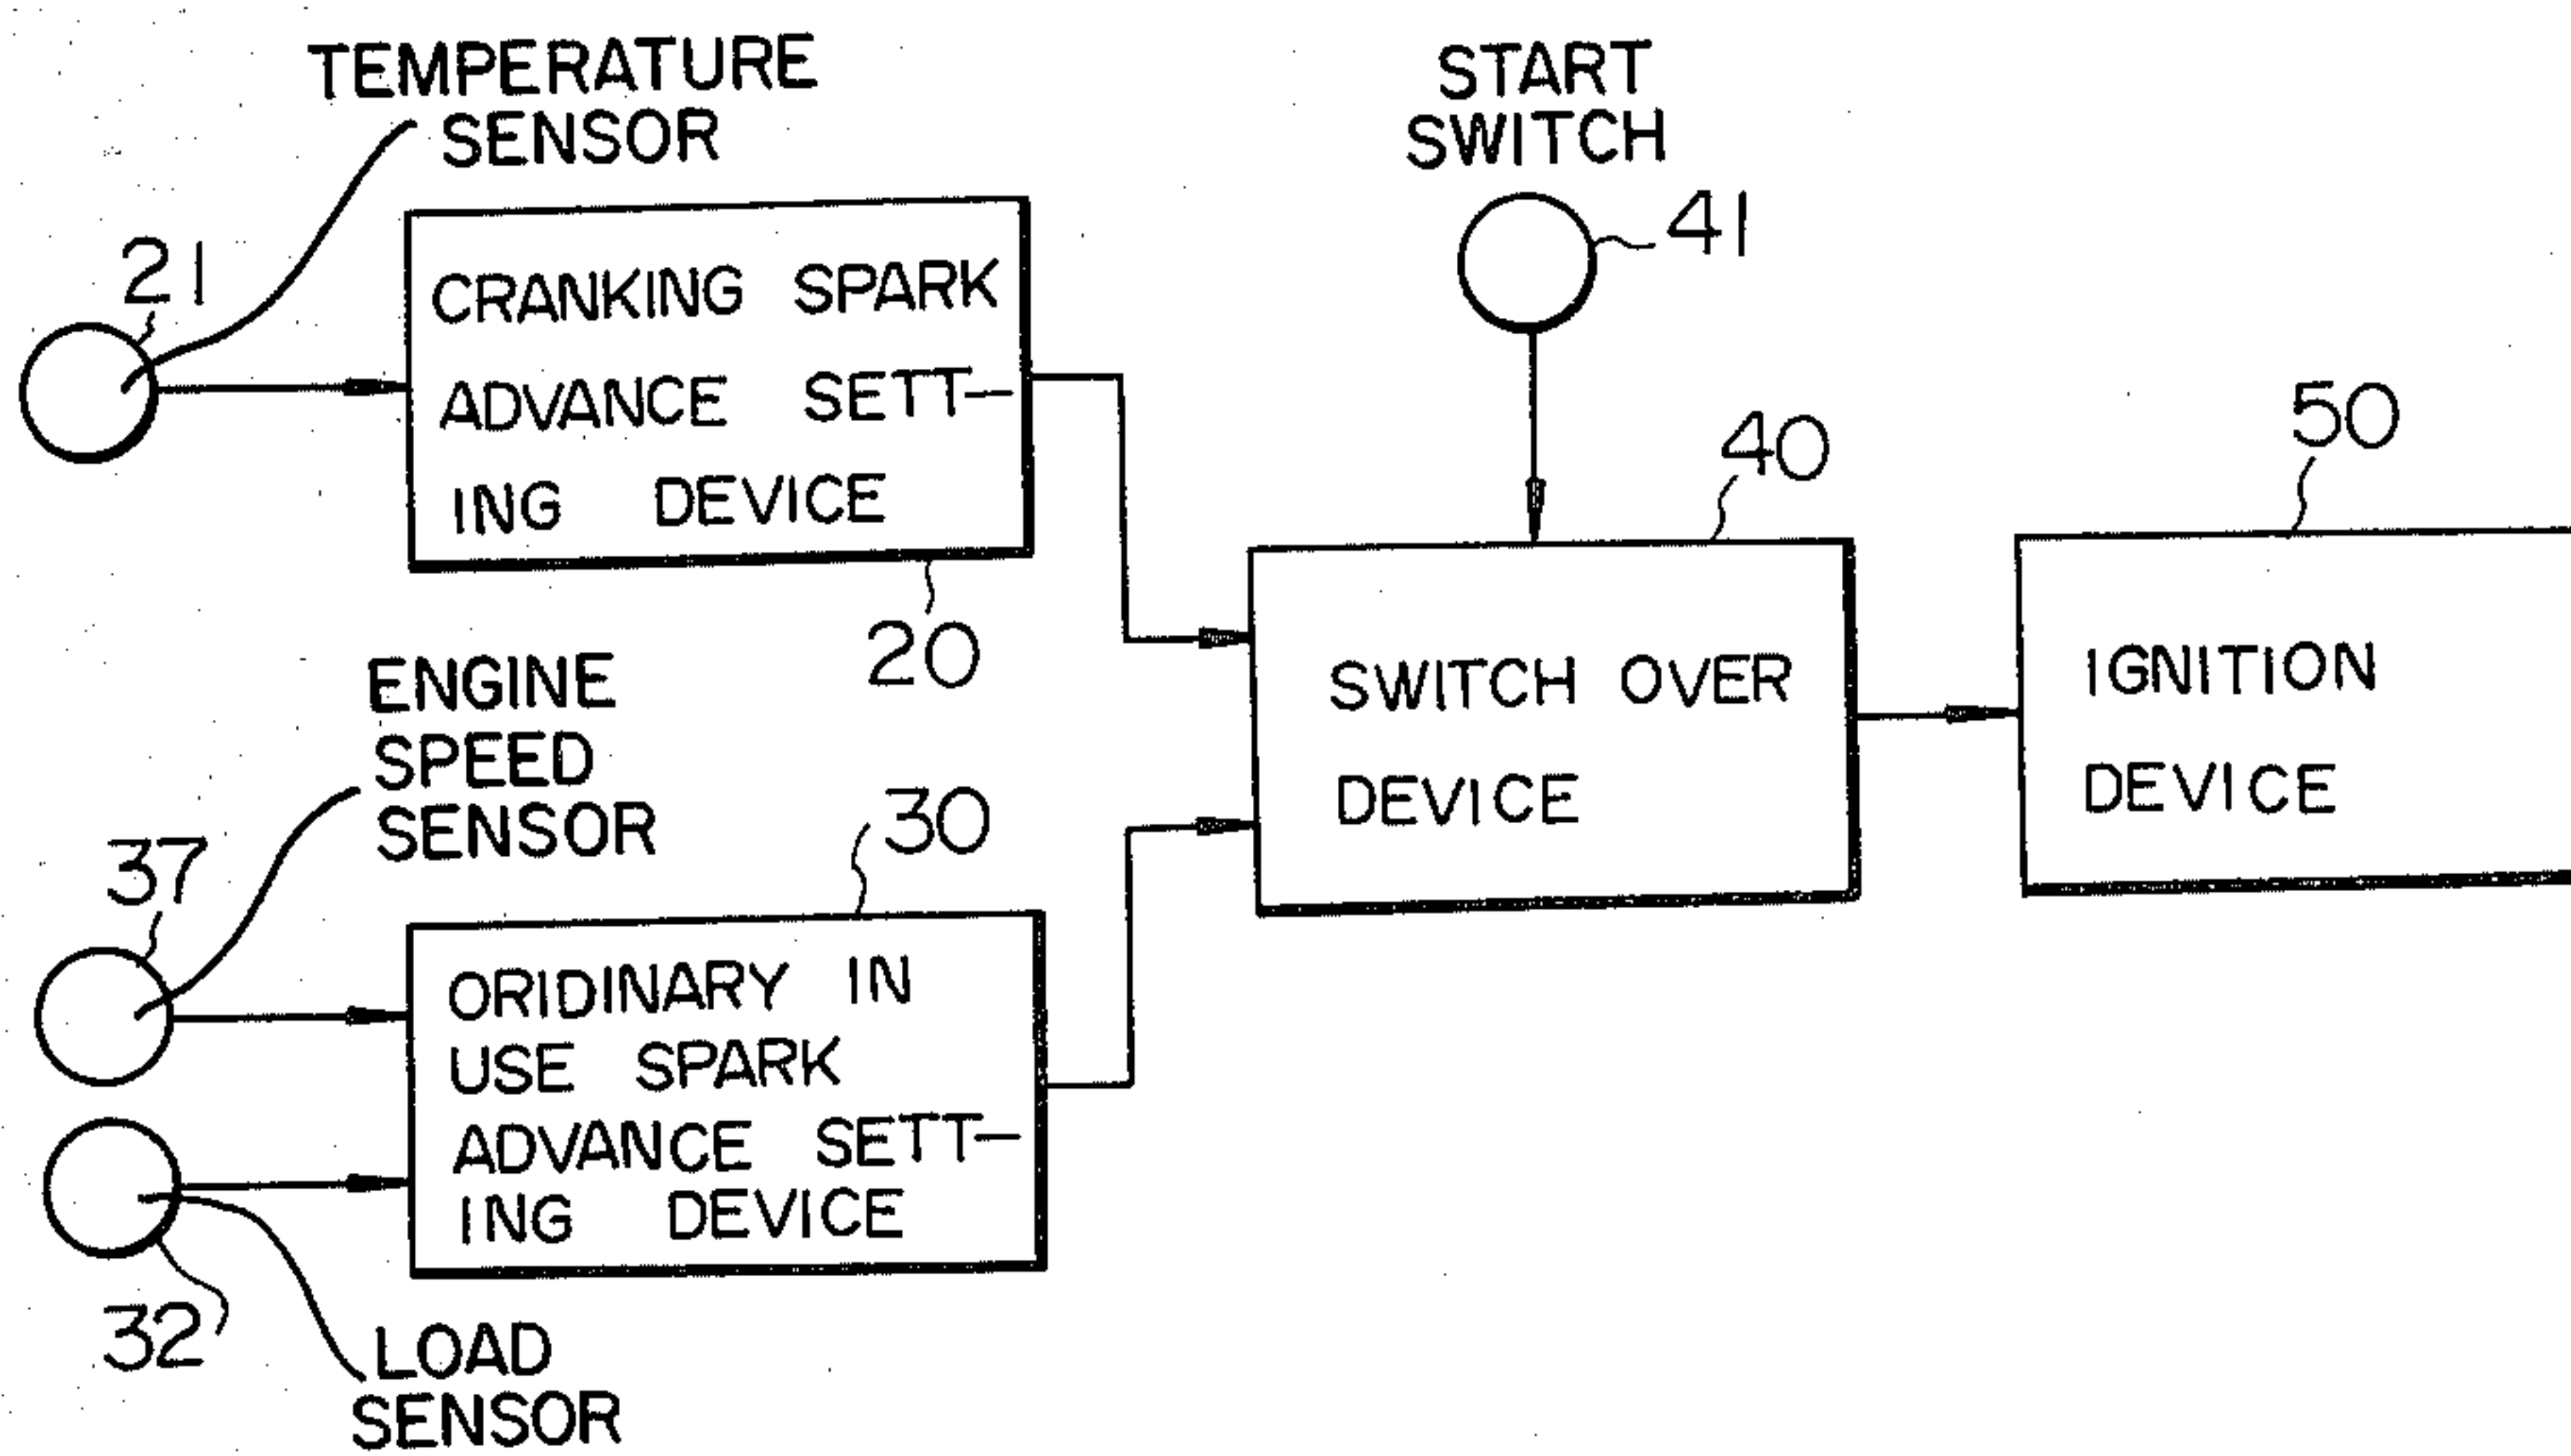 TEMPERATURE
SENSOR
21
CRANKING SPARK
ADVANCE SETT-
ING DEVICE
20
START
SWITCH
41
40
SWITCH OVER
DEVICE
50
IGNITION
DEVICE
ENGINE
SPEED
SENSOR
37
30
ORIDINARY IN
USE SPARK
ADVANCE SETT-
ING DEVICE
32
LOAD
SENSOR